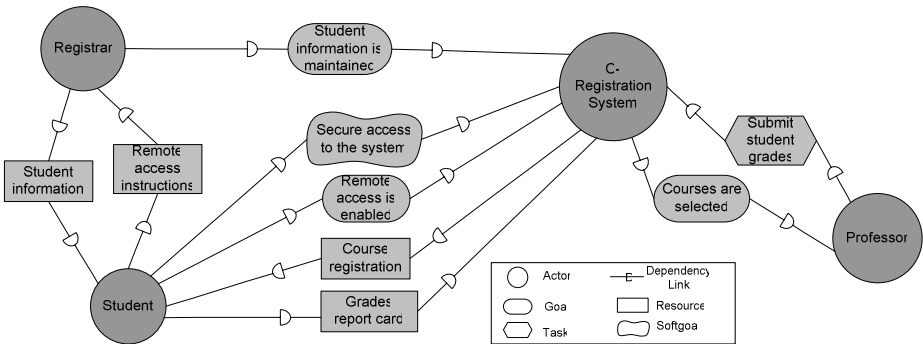 Registrar
Student
information is
maintained
C-
Registration
System
Secure access
to the system
Submit
student
grades
Student
information
Remote
access
instructions
Remote
access is
enabled
Courses are
selected
Professor
Course
registration
Student
Grades
report card
Actor
Dependency
Link
Goa
Resource
Task
Softgoa